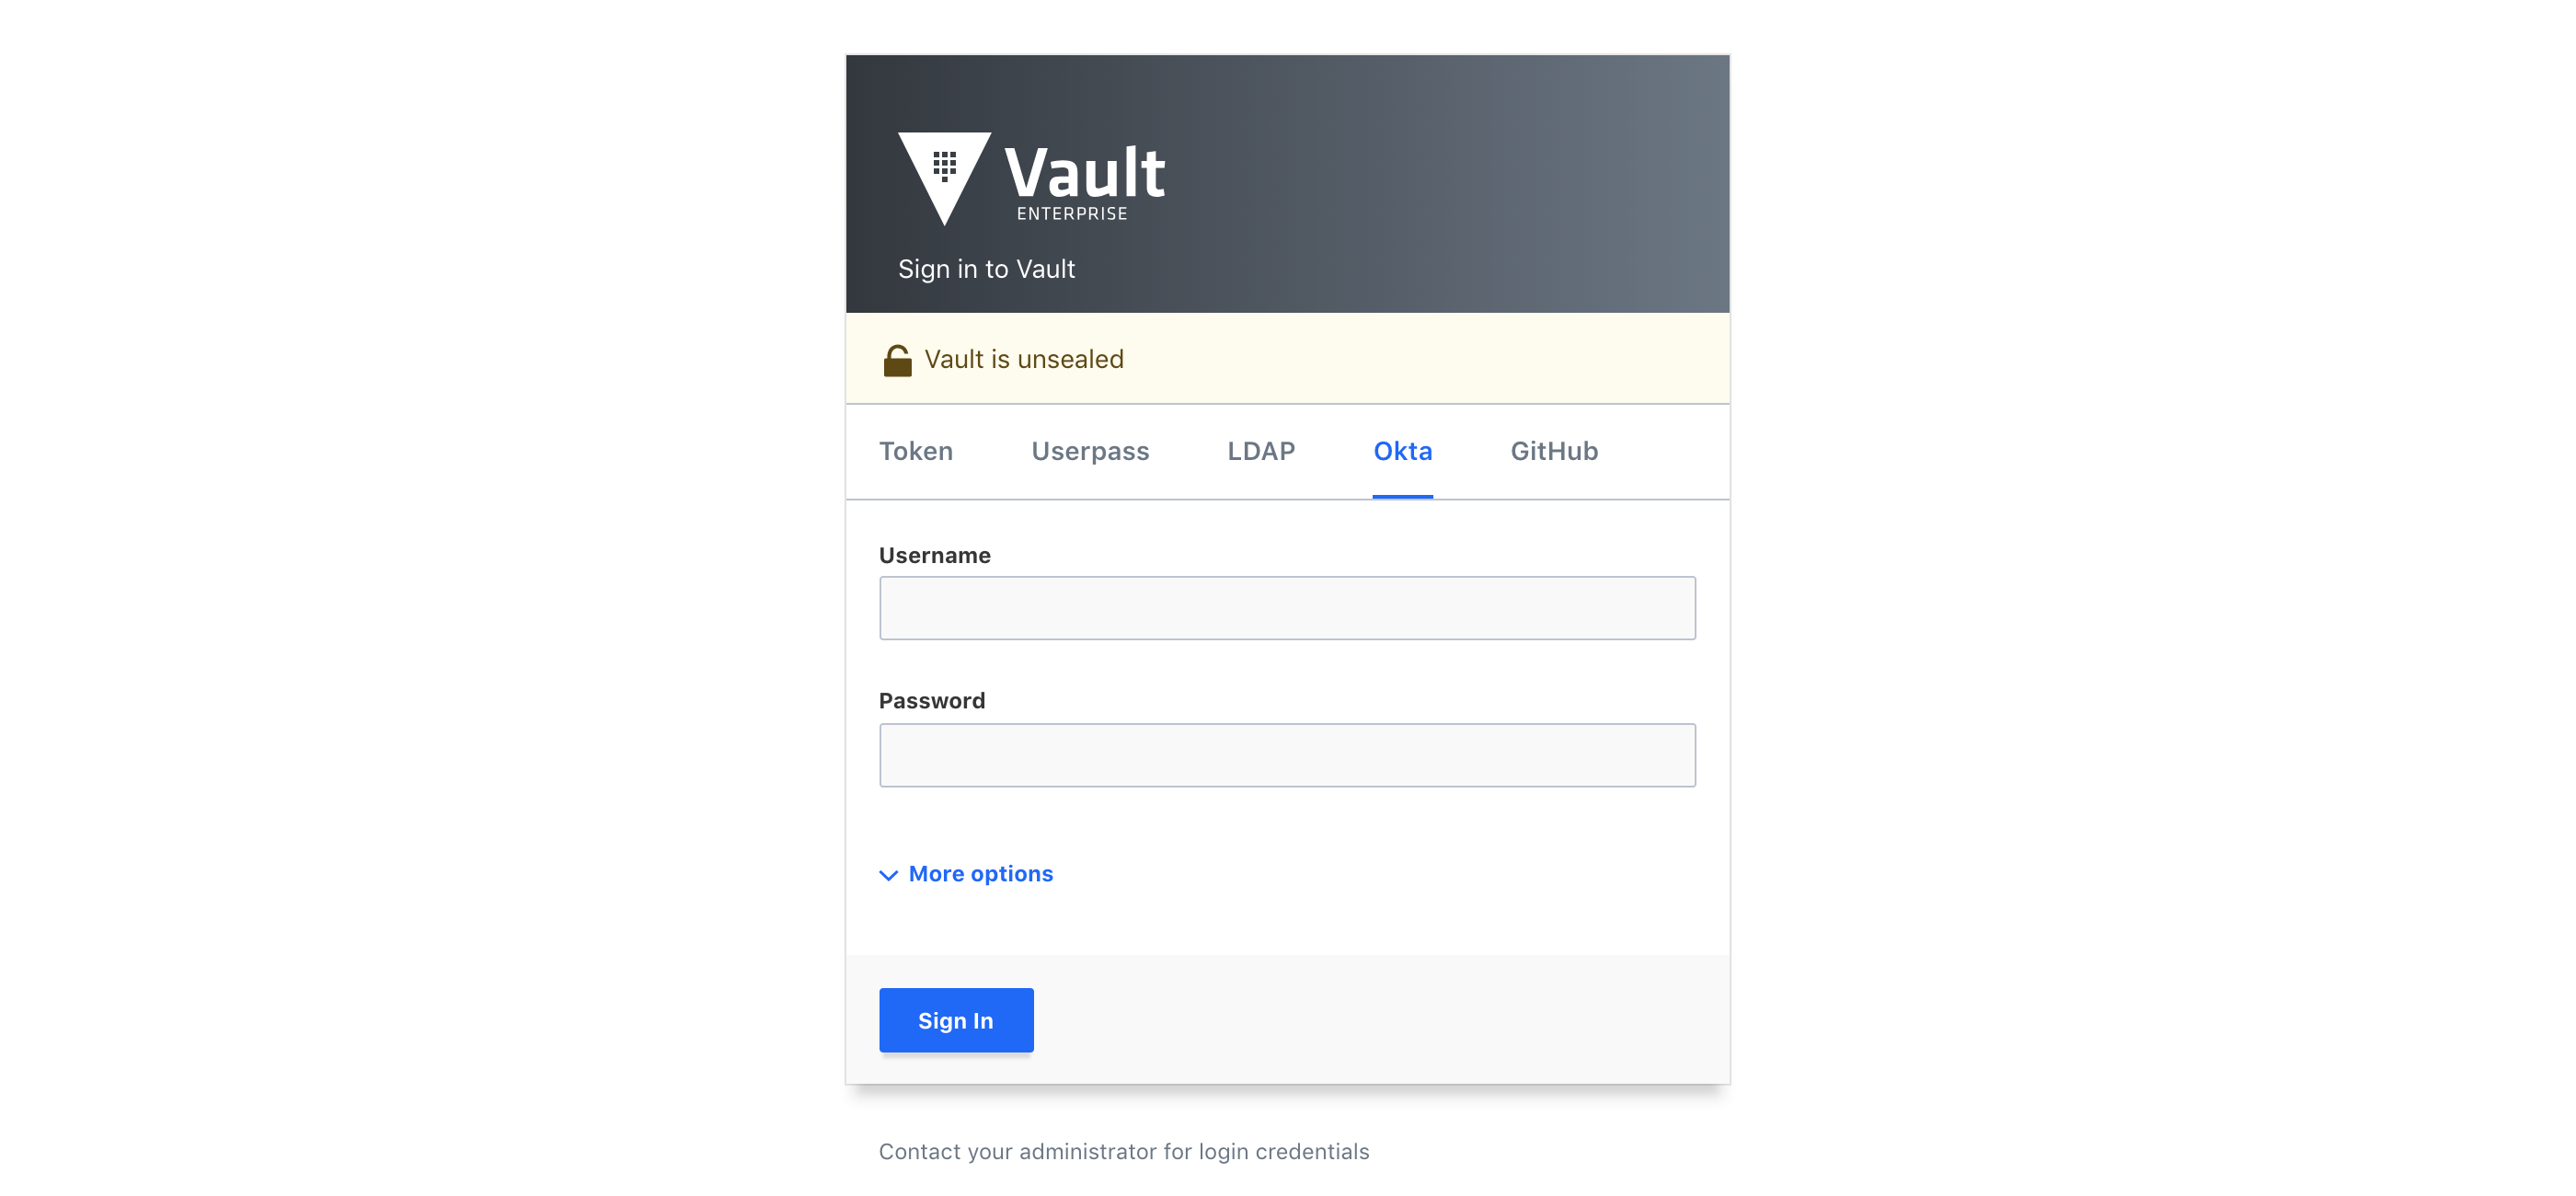 Vault
ENTERPRISE
Sign in to Vault
Vault is unsealed
Token Userpass LDAP Okta GitHub
Username
Password
More options
Sign In
Contact your administrator for login credentials